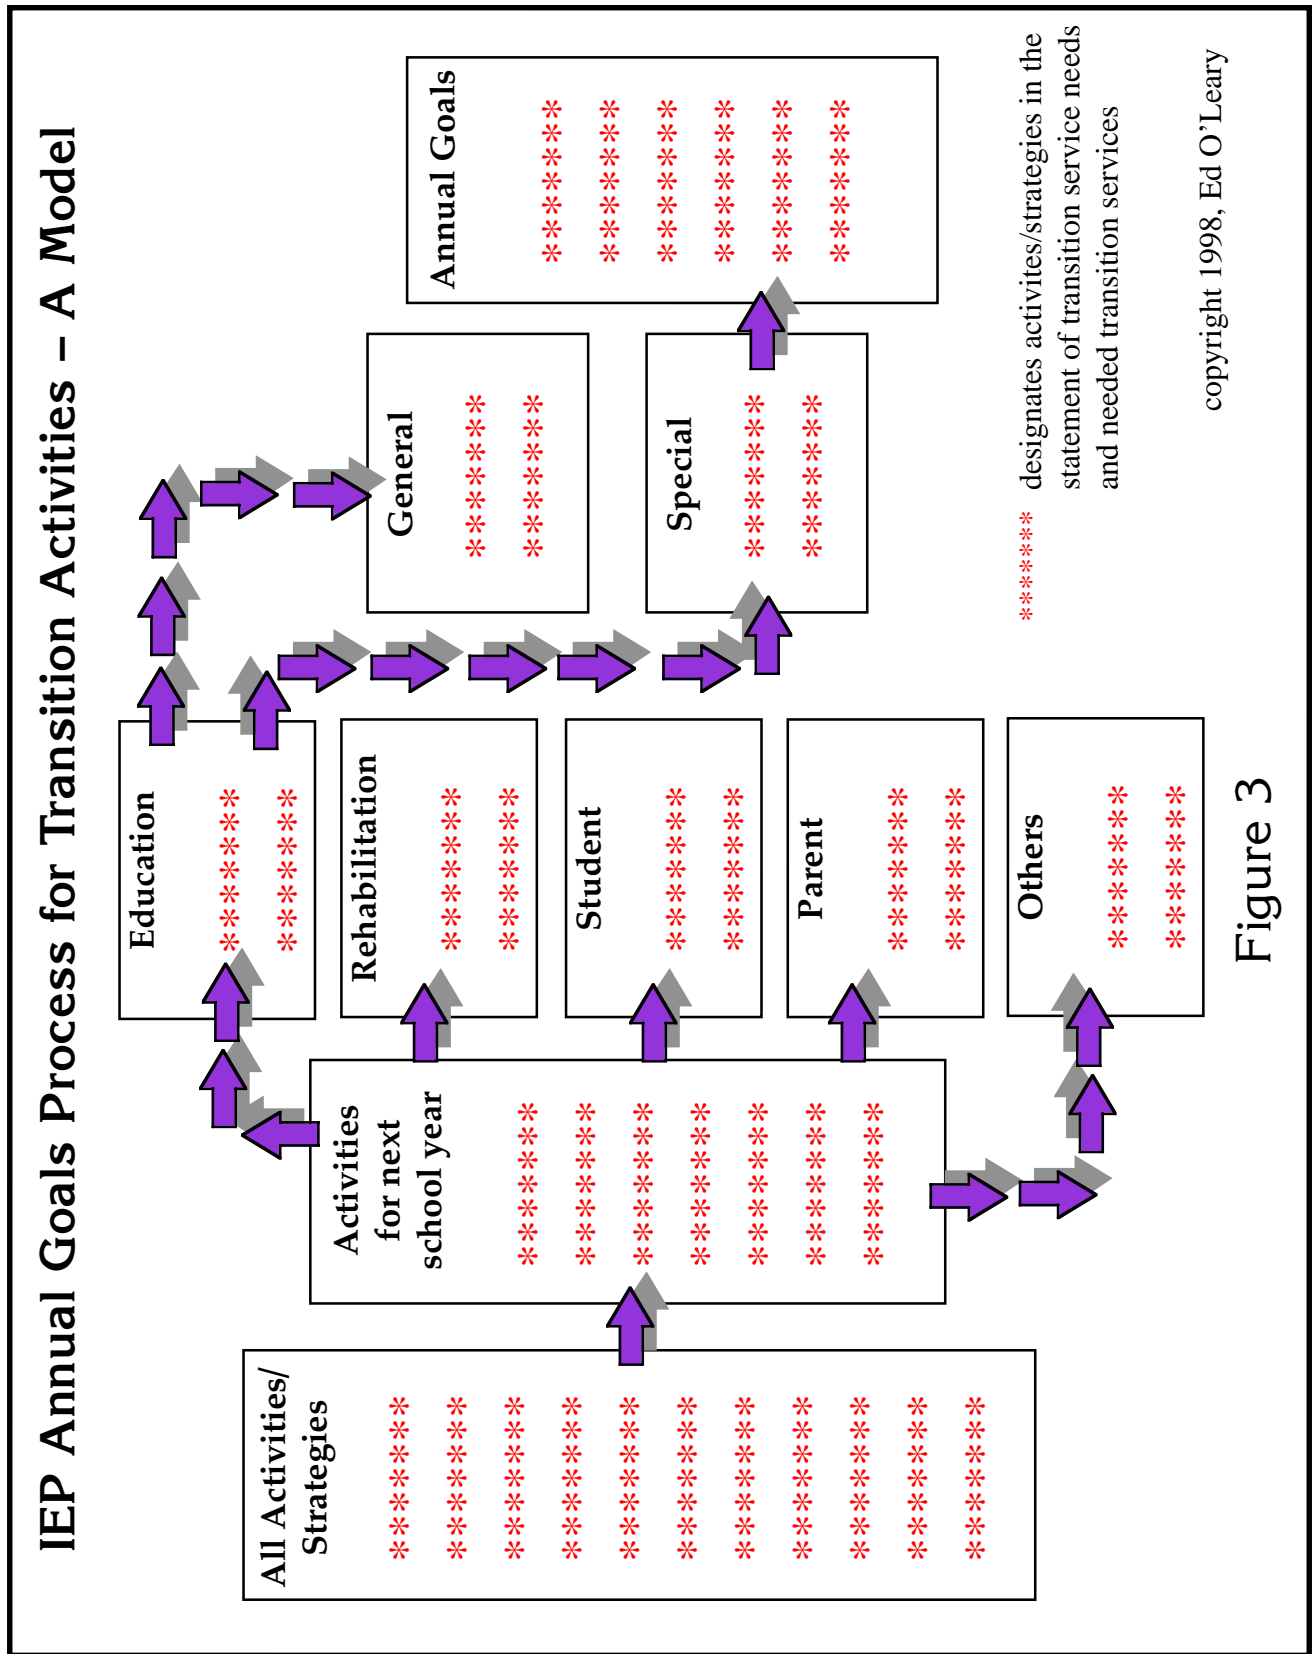 IEP Annual Goals Process for Transition Activities – A Model
All Activities/
Strategies
*******
*******
*******
*******
*******
*******
*******
*******
*******
*******
*******
Activities
for next
school year
*******
*******
*******
*******
*******
*******
*******
Education
*******
*******
Rehabilitation
*******
*******
Student
*******
*******
Parent
*******
*******
Others
*******
*******
General
*******
*******
Special
*******
*******
Annual Goals
*******
*******
*******
*******
*******
*******
******** designates activites/strategies in the
statement of transition service needs
and needed transition services
copyright 1998, Ed O’Leary
Figure 3